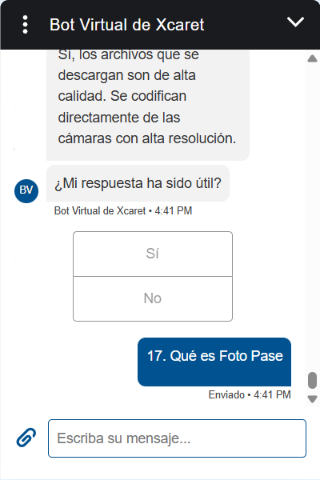 Bot Virtual de Xcaret
Sí, los archivos que se
descargan son de alta
calidad. Se codifican
directamente de las
cámaras con alta resolución.
BV
¿Mi respuesta ha sido útil?
Bot Virtual de Xcaret • 4:41 PM
Sí
No
17. Qué es Foto Pase
Enviado • 4:41 PM
Escriba su mensaje...